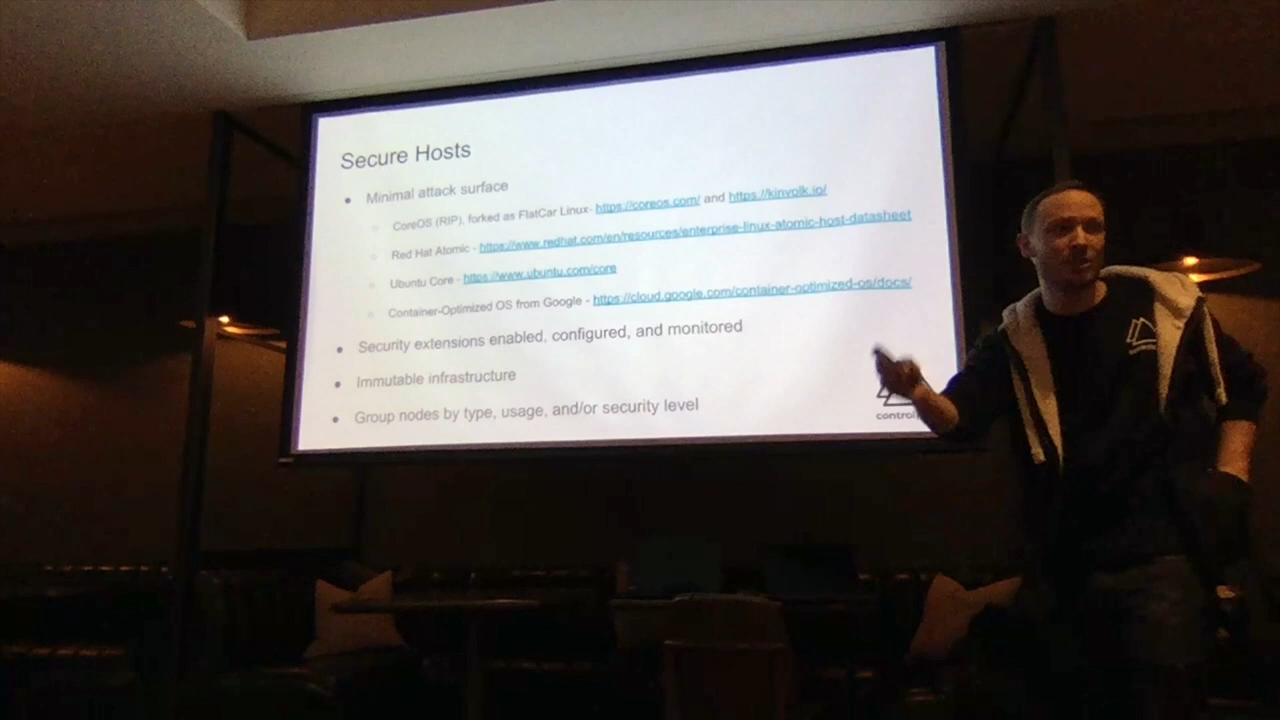 Secure Hosts
● Minimal attack surface
○ CoreOS (RIP), forked as FlatCar Linux- https://coreos.com/ and https://kinvolk.io/
○ Red Hat Atomic - https://www.redhat.com/en/resources/enterprise-linux-atomic-host-datasheet
○ Ubuntu Core - https://www.ubuntu.com/core
○ Container-Optimized OS from Google - https://cloud.google.com/container-optimized-os/docs/
● Security extensions enabled, configured, and monitored
● Immutable infrastructure
● Group nodes by type, usage, and/or security level